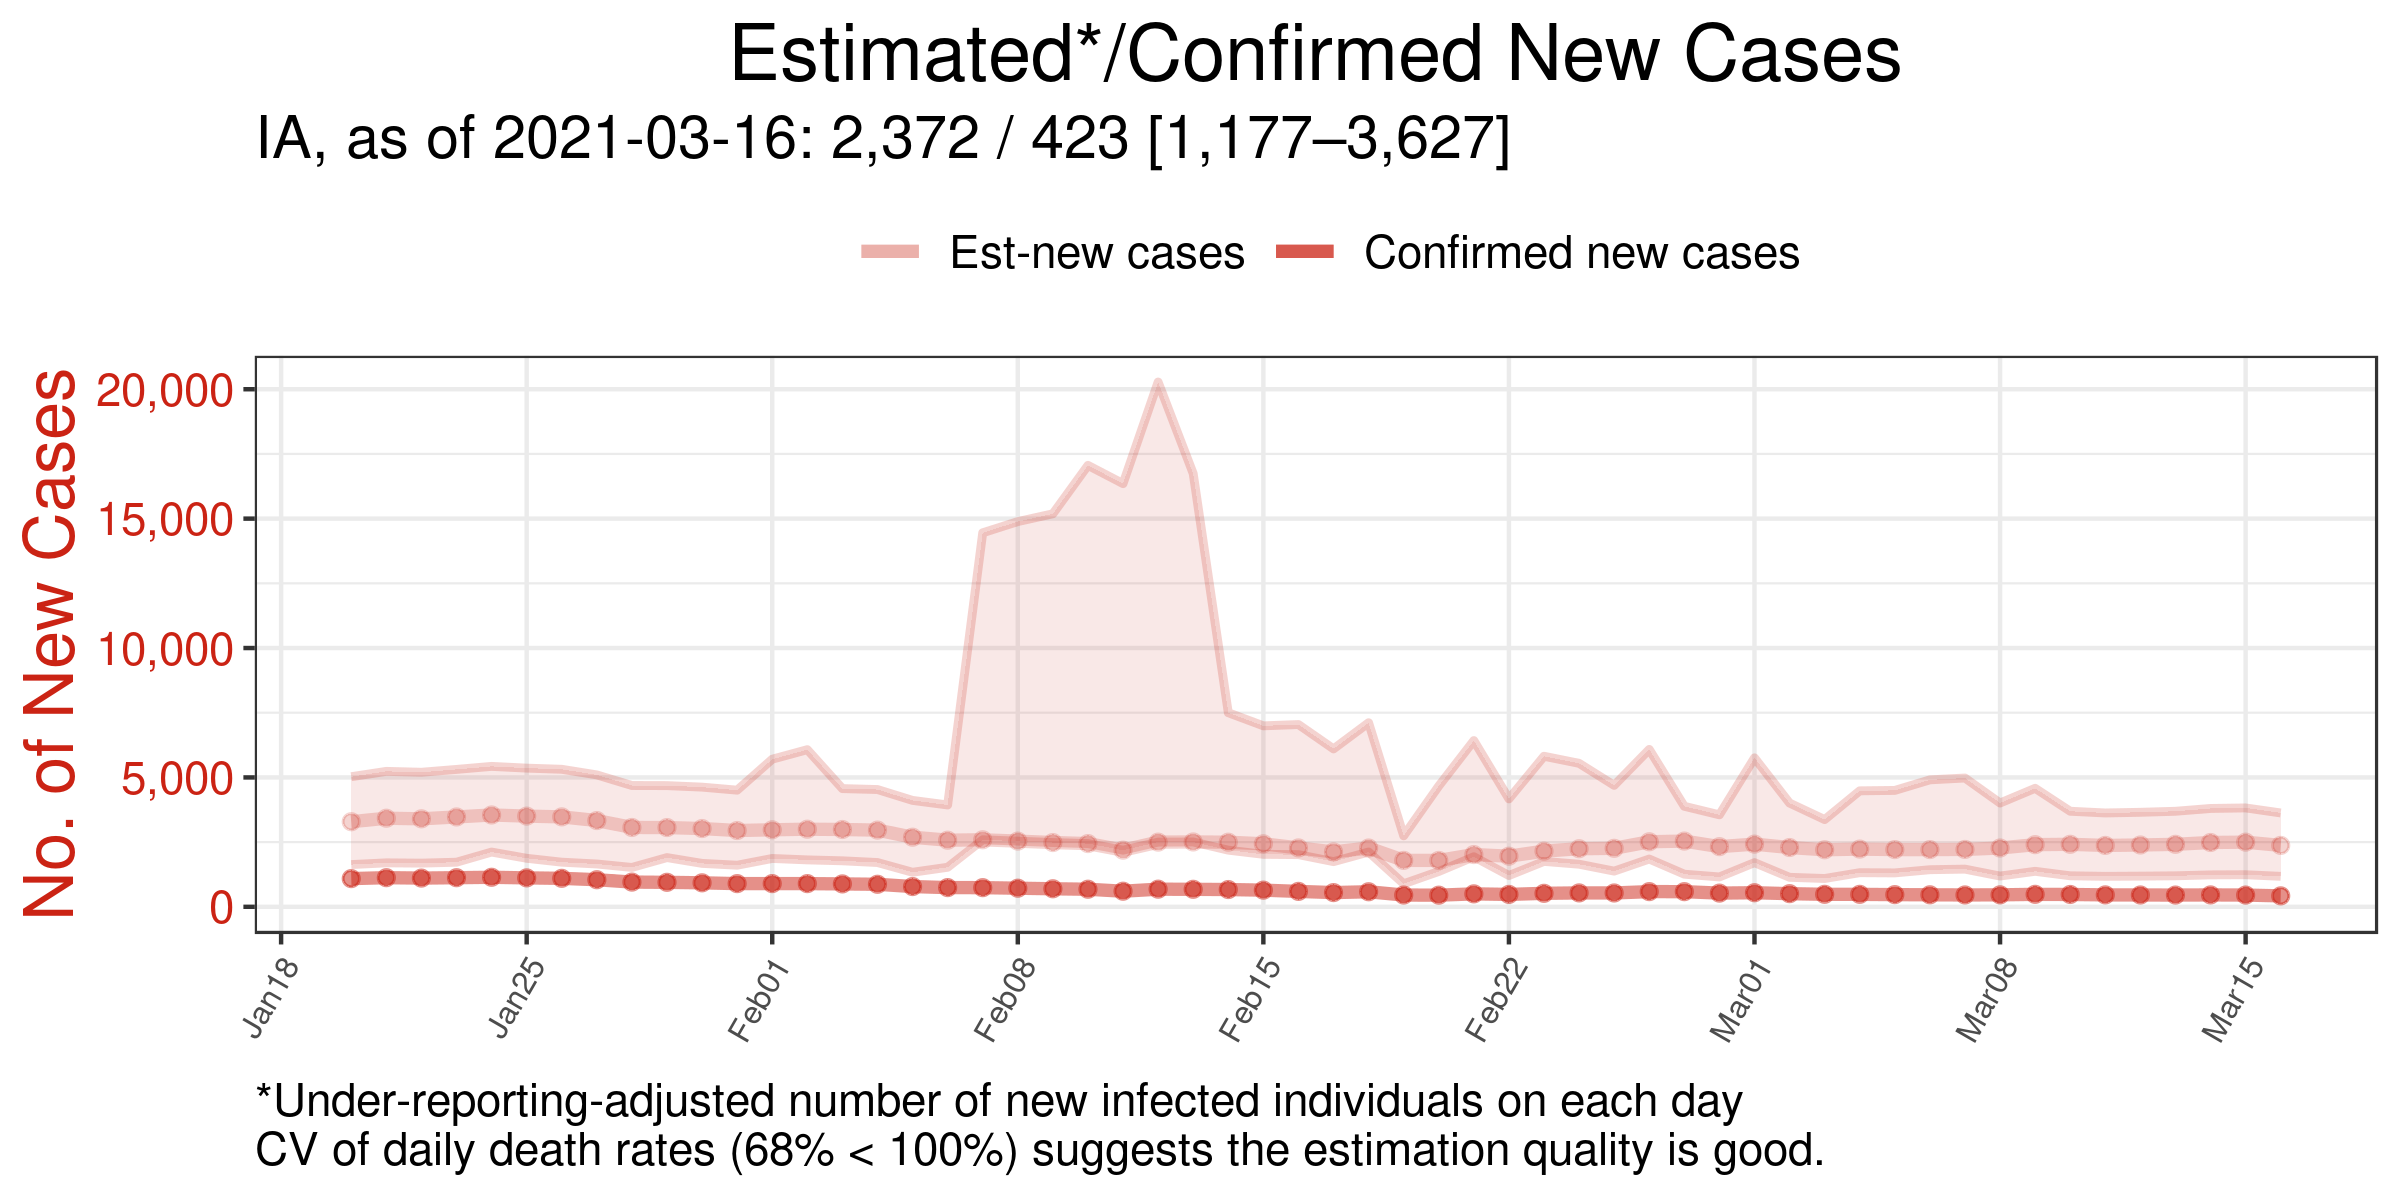 Estimated*/Confirmed New Cases
IA, as of 2021-03-16: 2,372 / 423 [1,177–3,627]
Est-new cases Confirmed new cases
No. of New Cases
20,000
15,000
10,000
5,000
0
Jan18 Jan25 Feb01 Feb08 Feb15 Feb22 Mar01 Mar08 Mar15
*Under-reporting-adjusted number of new infected individuals on each day
CV of daily death rates (68% < 100%) suggests the estimation quality is good.